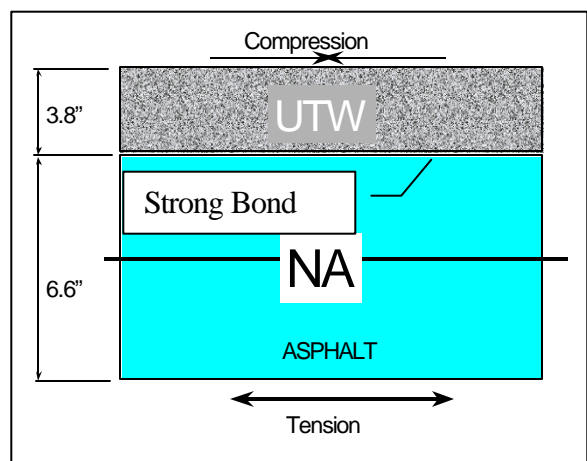 Compression
3.8”
UTW
Strong Bond
NA
6.6”
ASPHALT
Tension